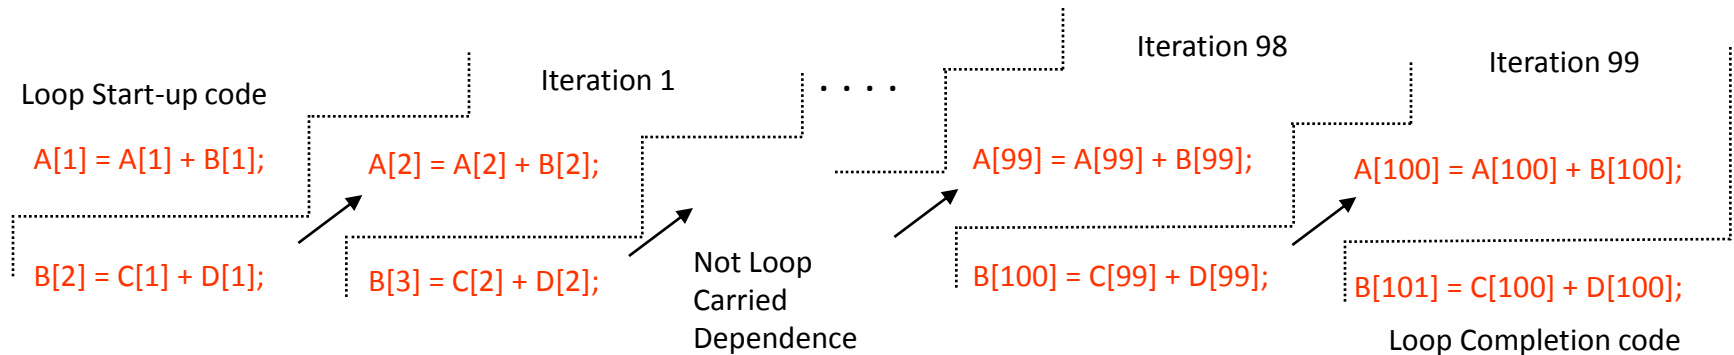 Iteration 98
Iteration 99
Iteration 1
Loop Start-up code
. . . .
A[1] = A[1] + B[1];
A[2] = A[2] + B[2];
A[99] = A[99] + B[99];
A[100] = A[100] + B[100];
B[2] = C[1] + D[1];
B[3] = C[2] + D[2];
Not Loop
Carried
Dependence
B[100] = C[99] + D[99];
B[101] = C[100] + D[100];
Loop Completion code